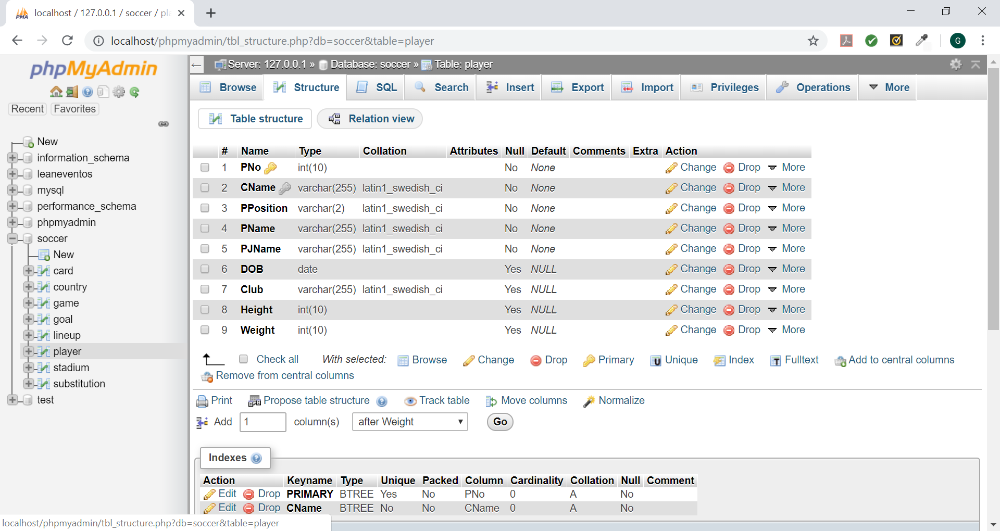 localhost / 127.0.0.1 / soccer / pla
localhost/phpmyadmin/tbl_structure.php?db=soccer&table=player
G
phpMyAdmin
Recent Favorites
New
information_schema
leaneventos
mysql
performance_schema
phpmyadmin
soccer
New
card
country
game
goal
lineup
player
stadium
substitution
test
Server: 127.0.0.1 » Database: soccer » Table: player
Browse Structure SQL Search Insert Export Import Privileges Operations More
Table structure Relation view
# Name Type Collation Attributes Null Default Comments Extra Action
1 PNo int(10) No None Change Drop More
2 CName varchar(255) latin1_swedish_ci No None Change Drop More
3 PPosition varchar(2) latin1_swedish_ci No None Change Drop More
4 PName varchar(255) latin1_swedish_ci No None Change Drop More
5 PJName varchar(255) latin1_swedish_ci No None Change Drop More
6 DOB date Yes NULL Change Drop More
7 Club varchar(255) latin1_swedish_ci Yes NULL Change Drop More
8 Height int(10) Yes NULL Change Drop More
9 Weight int(10) Yes NULL Change Drop More
Check all With selected: Browse Change Drop Primary Unique Index Fulltext Add to central columns
Remove from central columns
Print Propose table structure Track table Move columns Normalize
Add 1 column(s) after Weight Go
Indexes
Action Keyname Type Unique Packed Column Cardinality Collation Null Comment
Edit Drop PRIMARY BTREE Yes No PNo 0 A No
Edit Drop CName BTREE No No CName 0 A No
localhost/phpmyadmin/tbl_structure.php?db=soccer&table=player